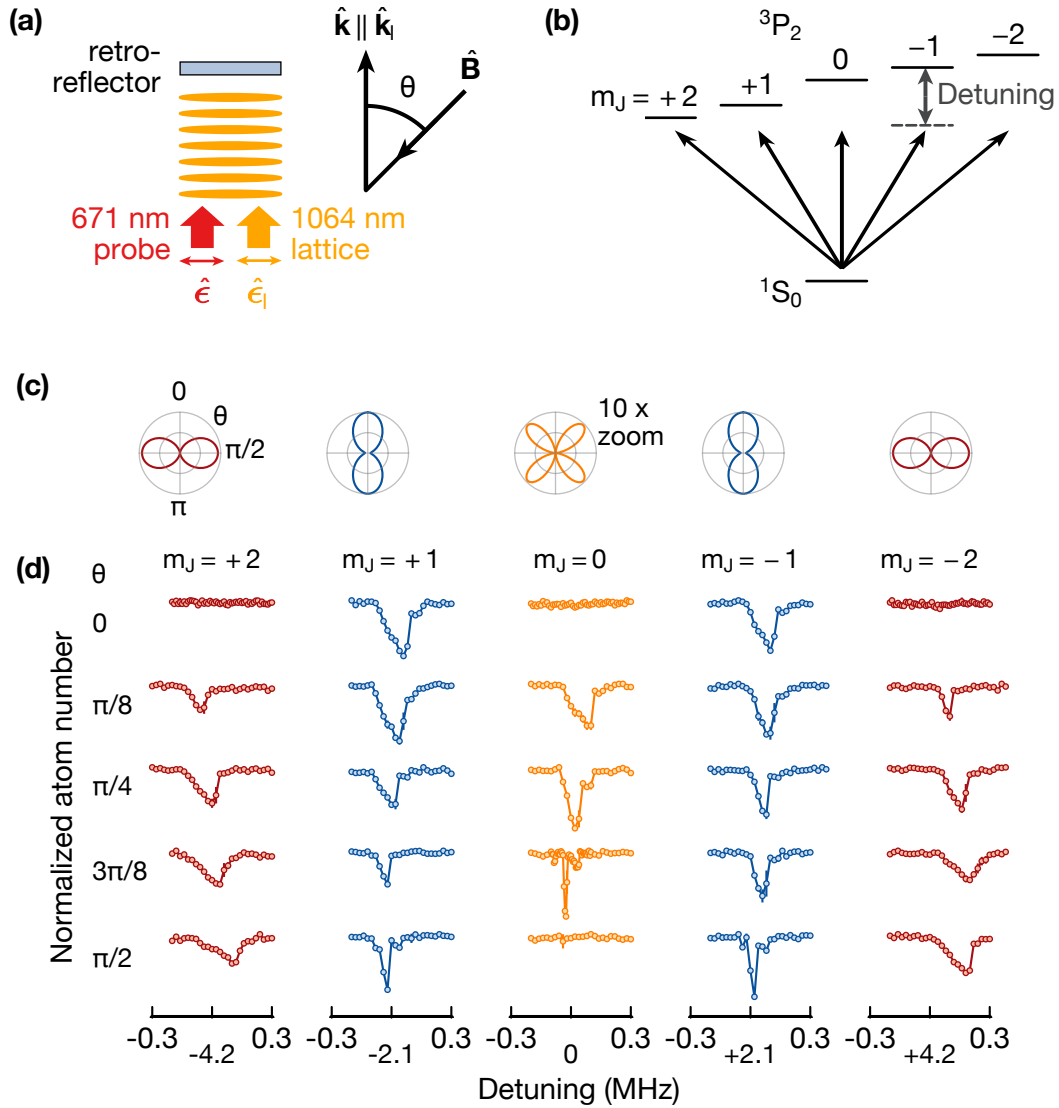 (a)
retro-
reflector
k̂ ∥ k̂ₗ
B̂
θ
671 nm
probe
1064 nm
lattice
ϵ̂
ϵ̂ₗ
(b)
³P₂
mJ = +2
+1
0
−1
−2
Detuning
¹S₀
(c)
0
θ
π/2
π
10 x
zoom
(d)
θ
mJ = +2
mJ = +1
mJ = 0
mJ = −1
mJ = −2
Normalized atom number
0
π/8
π/4
3π/8
π/2
-0.3 0.3 -0.3 0.3 -0.3 0.3 -0.3 0.3 -0.3 0.3
-4.2 -2.1 0 +2.1 +4.2
Detuning (MHz)